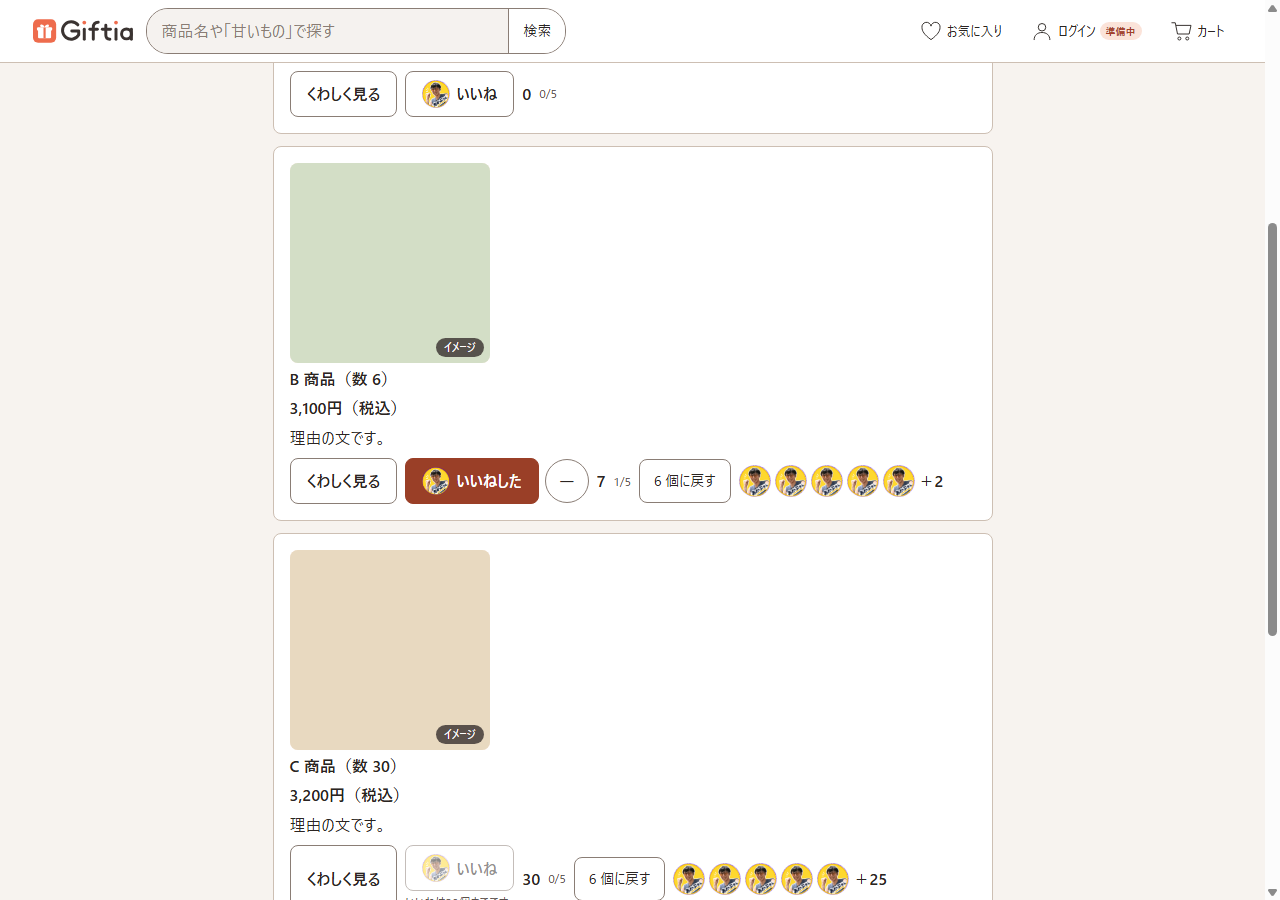 Giftia 商品名や「甘いもの」で探す 検索 お気に入り ログイン 準備中 カート
くわしく見る いいね 0 0/5
イメージ
B 商品（数 6）
3,100円（税込）
理由の文です。
くわしく見る いいねした － 7 1/5 6 個に戻す ＋2
イメージ
C 商品（数 30）
3,200円（税込）
理由の文です。
くわしく見る いいね 30 0/5 6 個に戻す ＋25